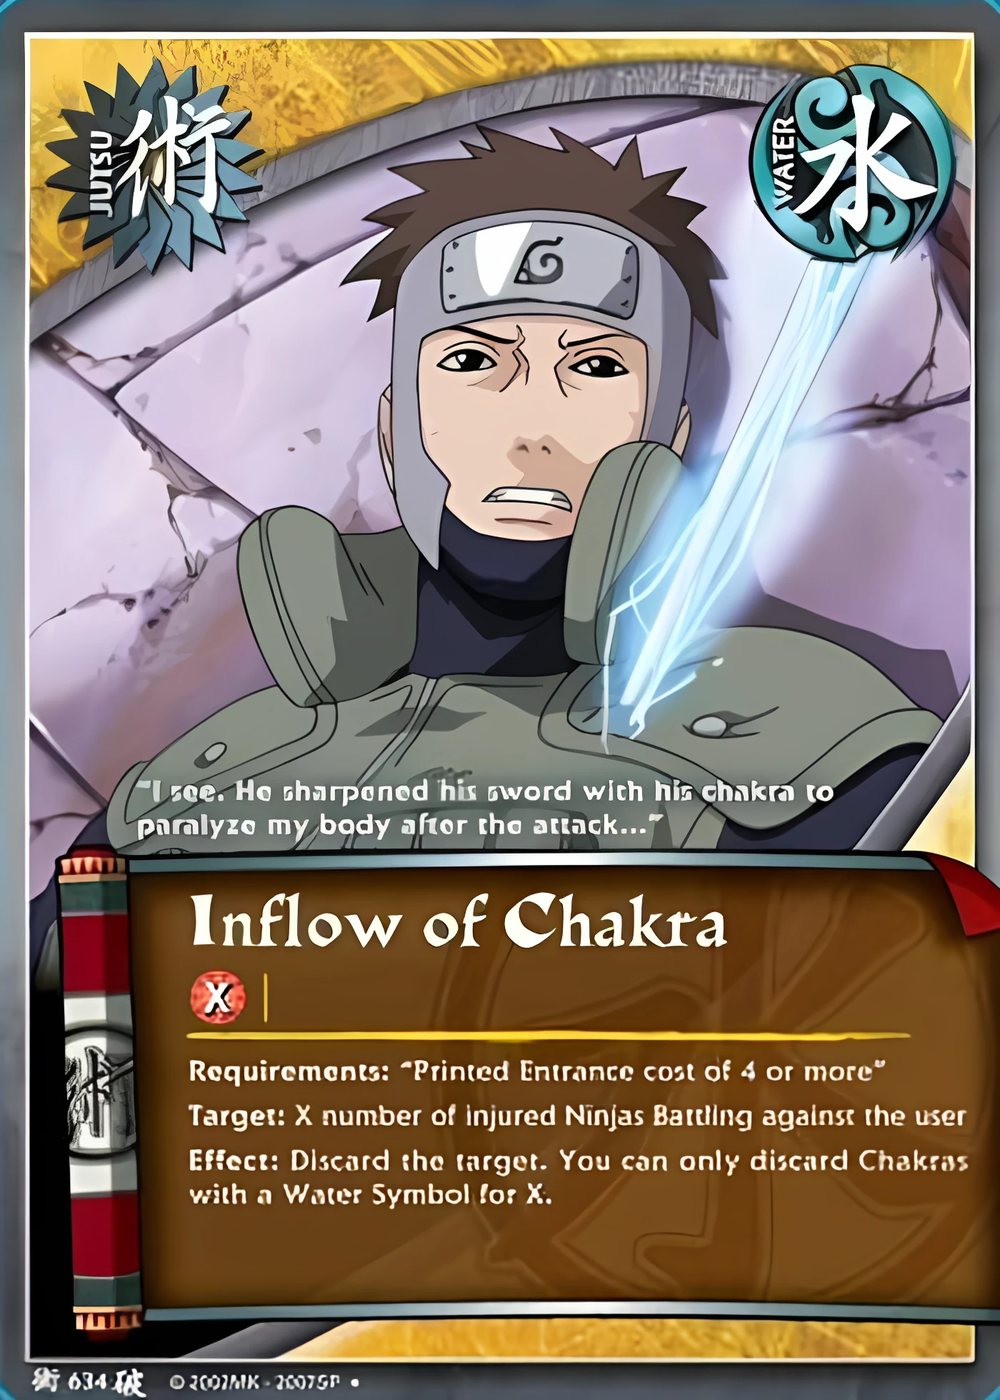 JUTSU
術
WATER
水
"I see. He sharpened his sword with his chakra to
paralyze my body after the attack..."
Inflow of Chakra
X
Requirements: "Printed Entrance cost of 4 or more"
Target: X number of injured Ninjas Battling against the user
Effect: Discard the target. You can only discard Chakras
with a Water Symbol for X.
術 634 破 © 2002MK - 2007SP